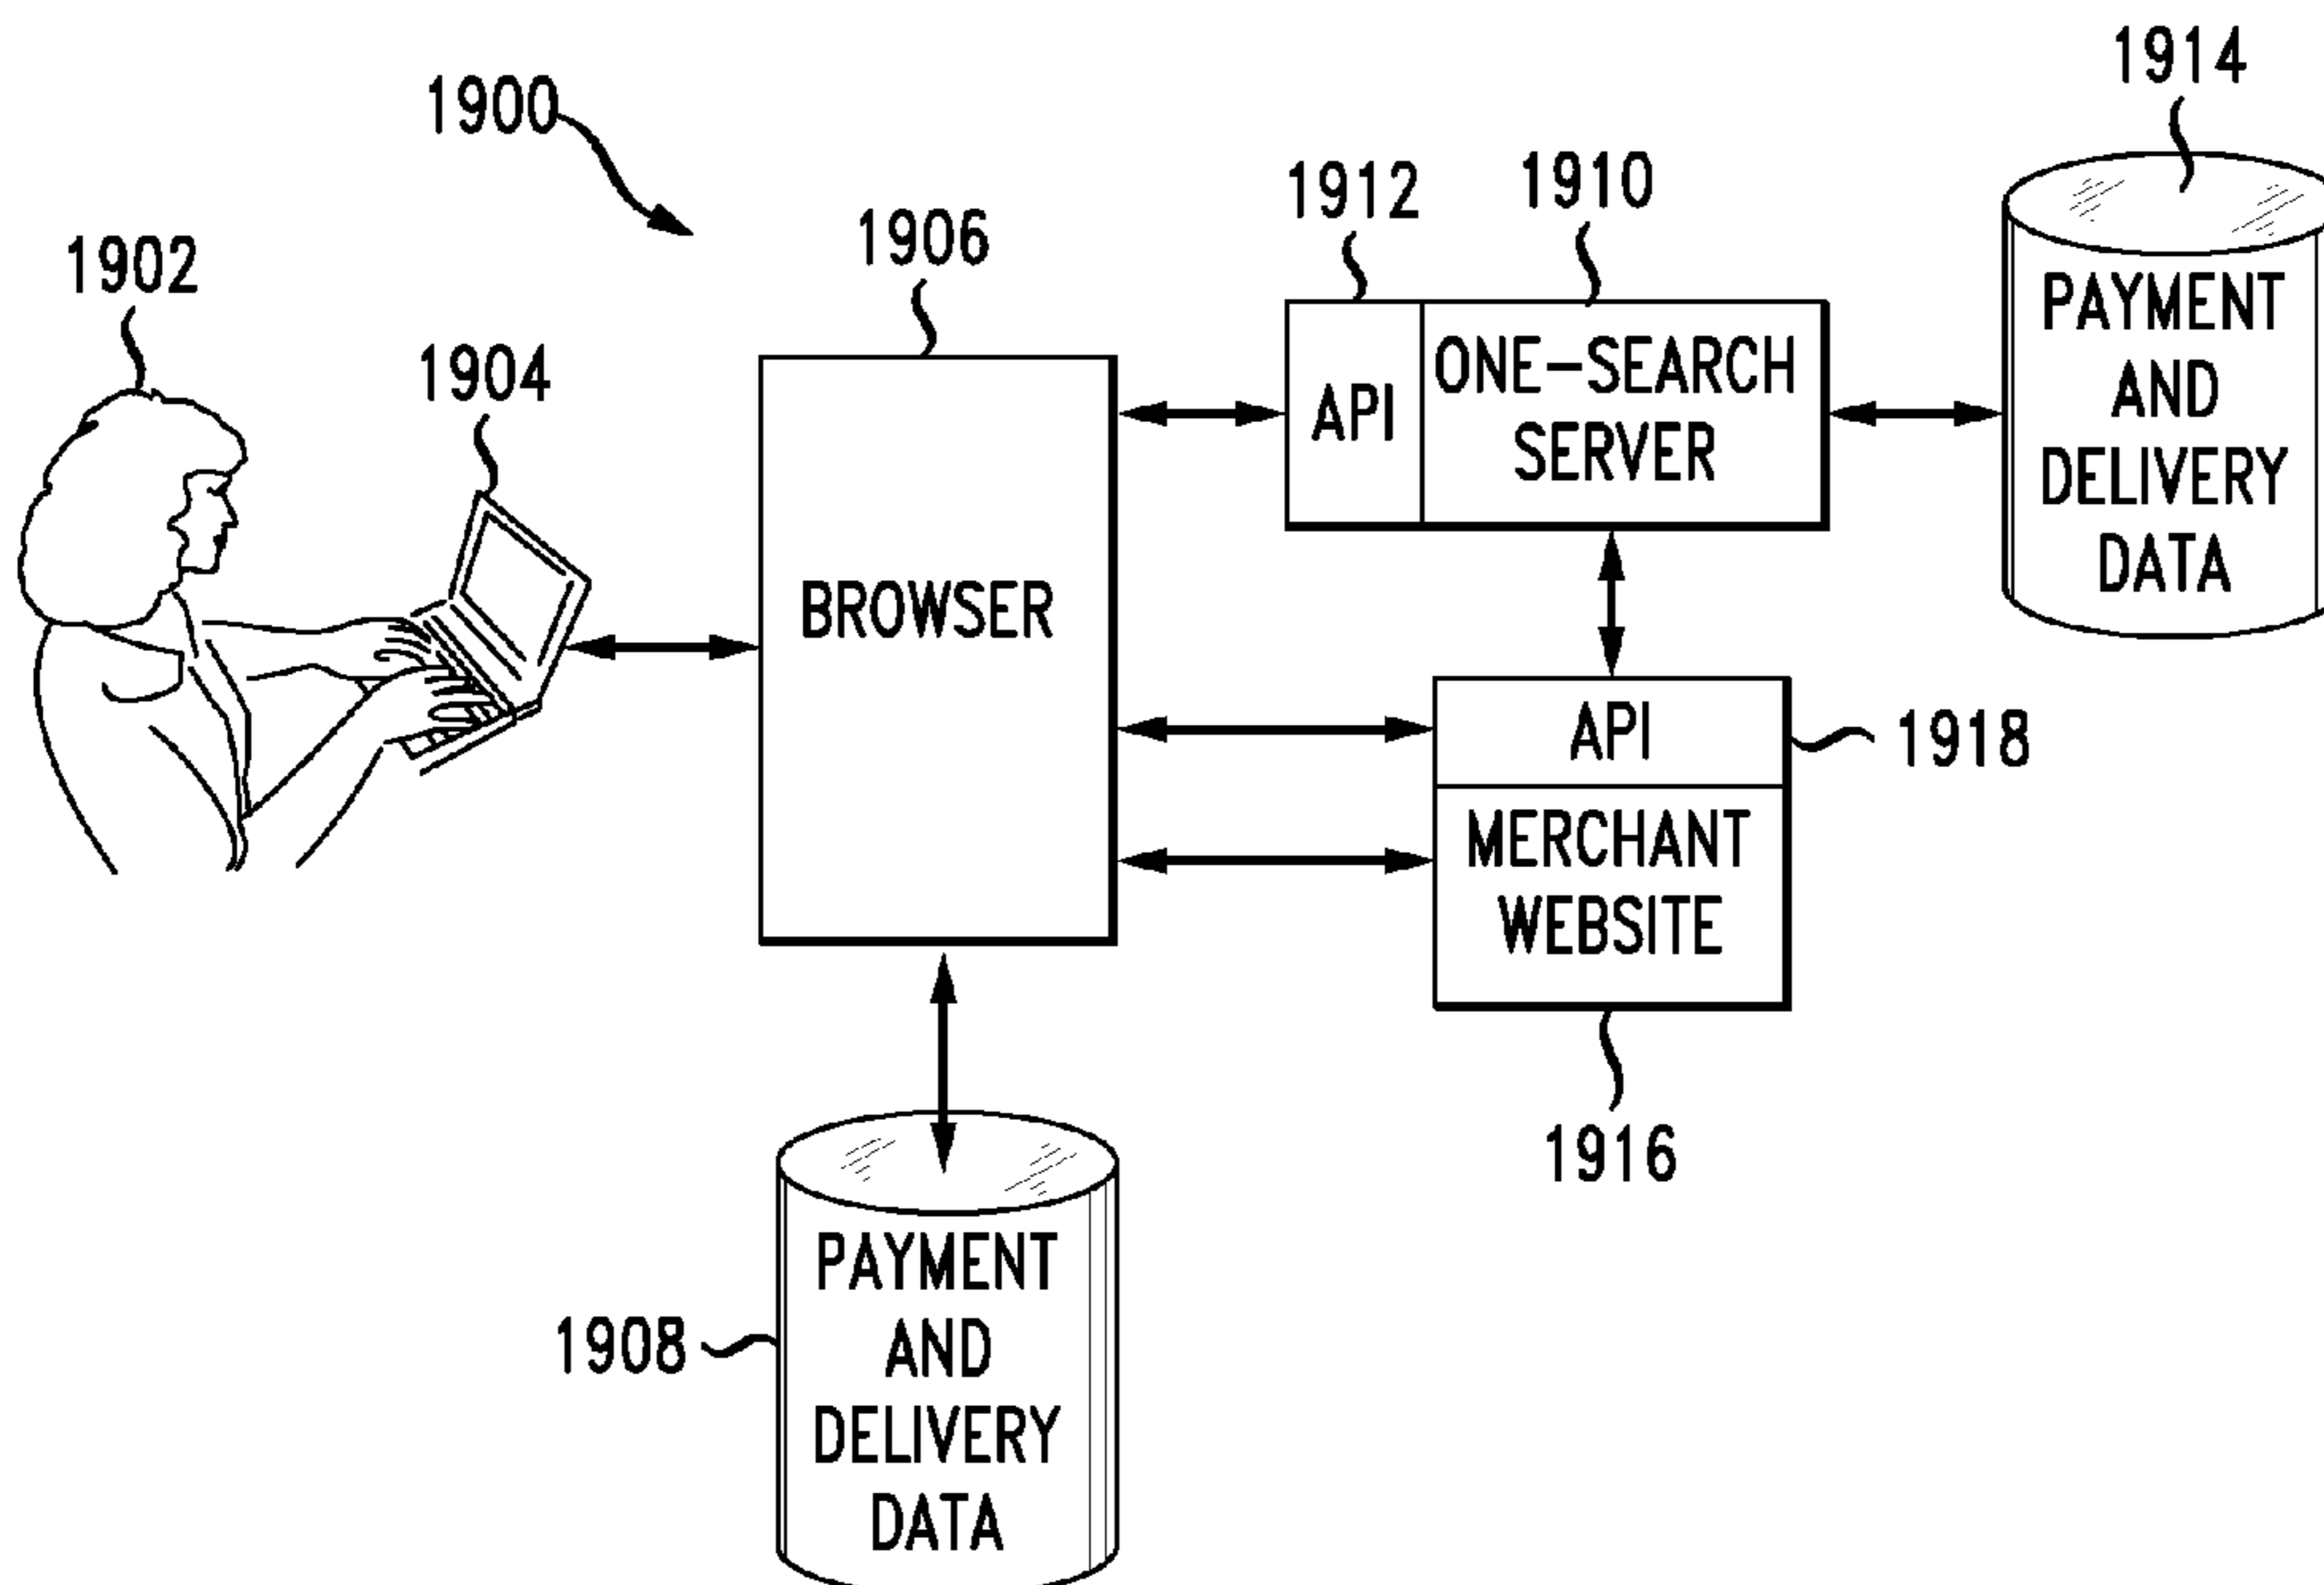 1900
1902
1904
1906
1912
1910
1914
BROWSER
API
ONE-SEARCH
SERVER
PAYMENT
AND
DELIVERY
DATA
API
1918
MERCHANT
WEBSITE
1916
1908
PAYMENT
AND
DELIVERY
DATA